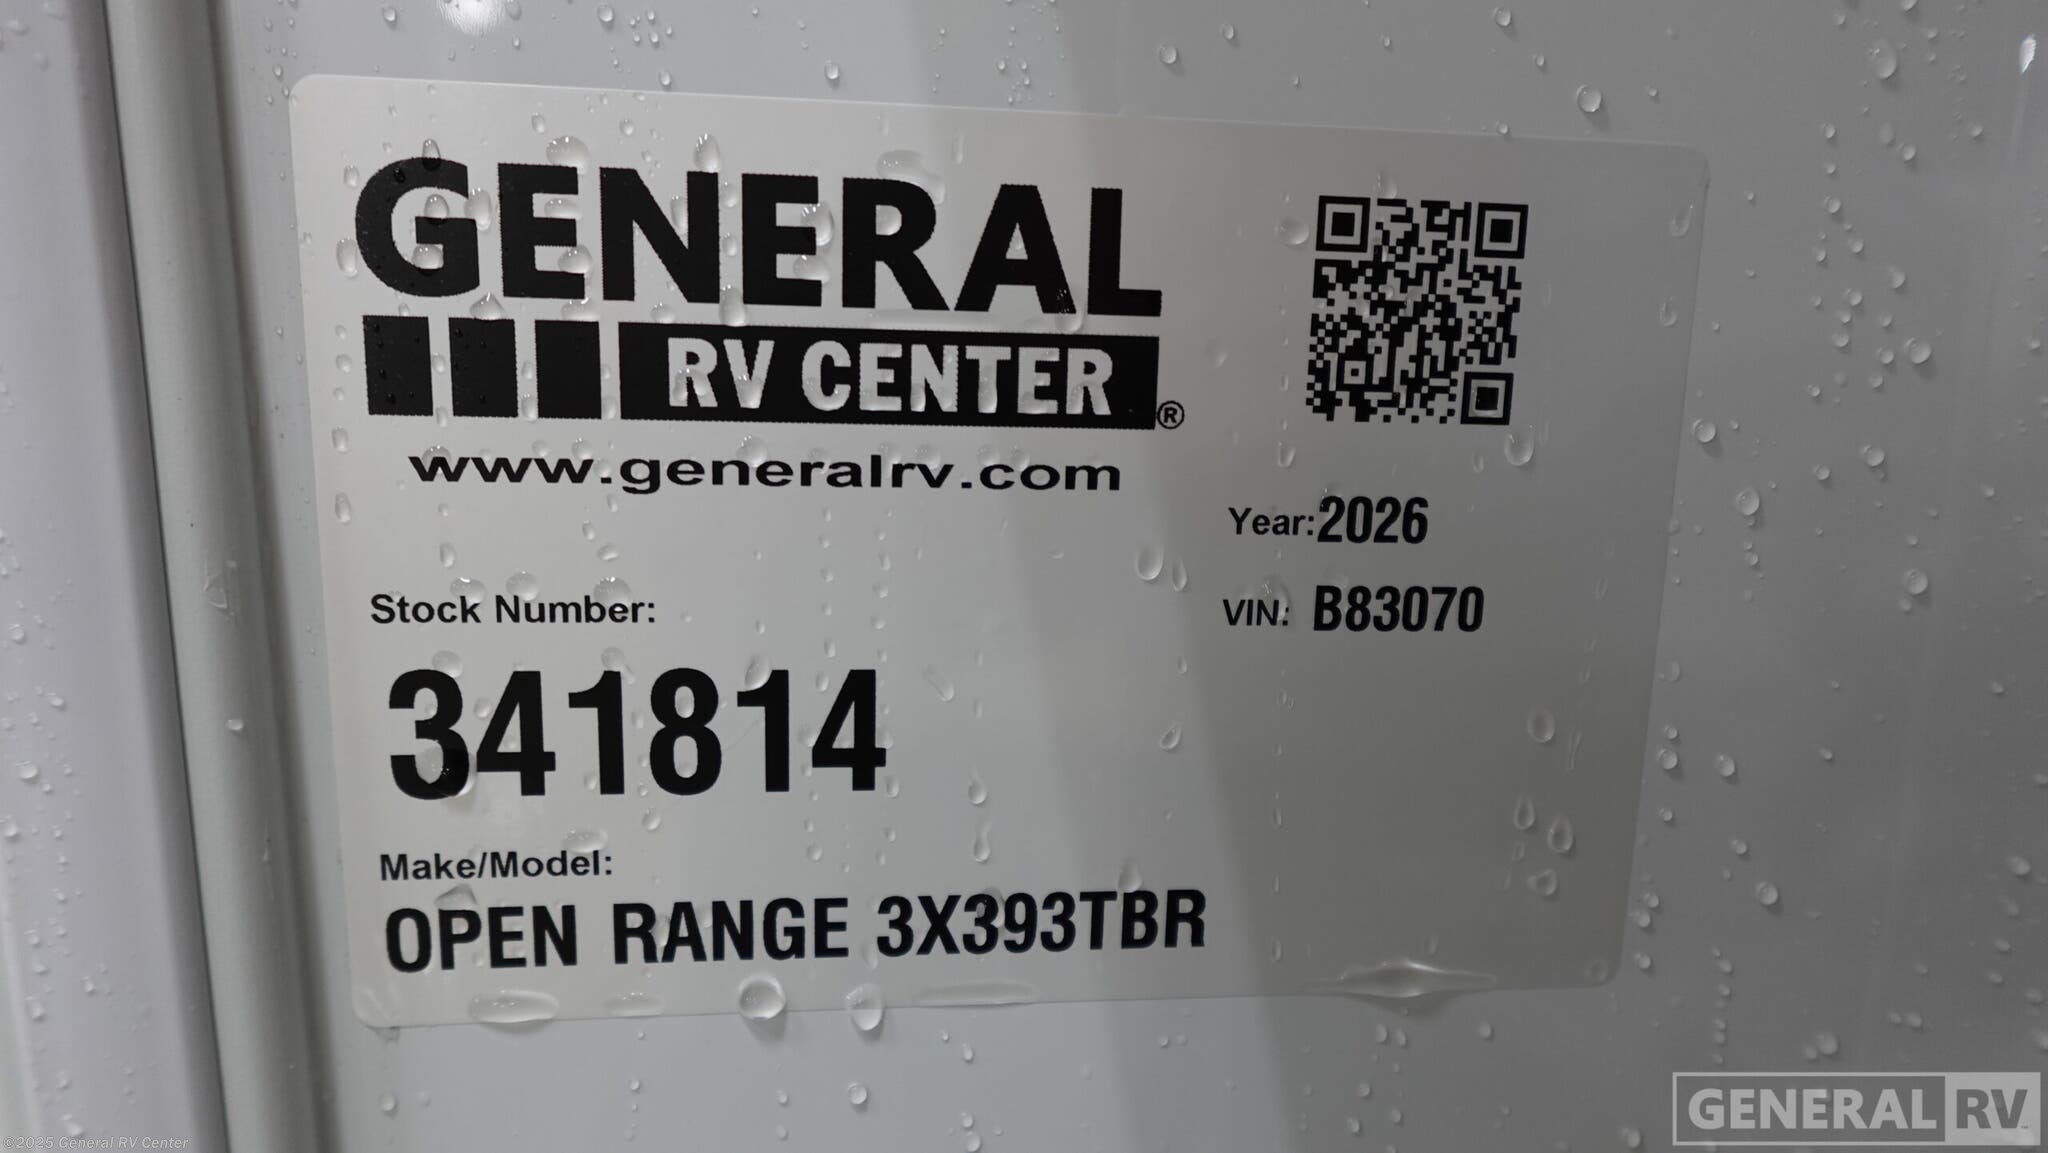 GENERAL
RV CENTER®
www.generalrv.com
Year: 2026
VIN: B83070
Stock Number:
341814
Make/Model:
OPEN RANGE 3X393TBR
GENERAL RV™
©2025 General RV Center